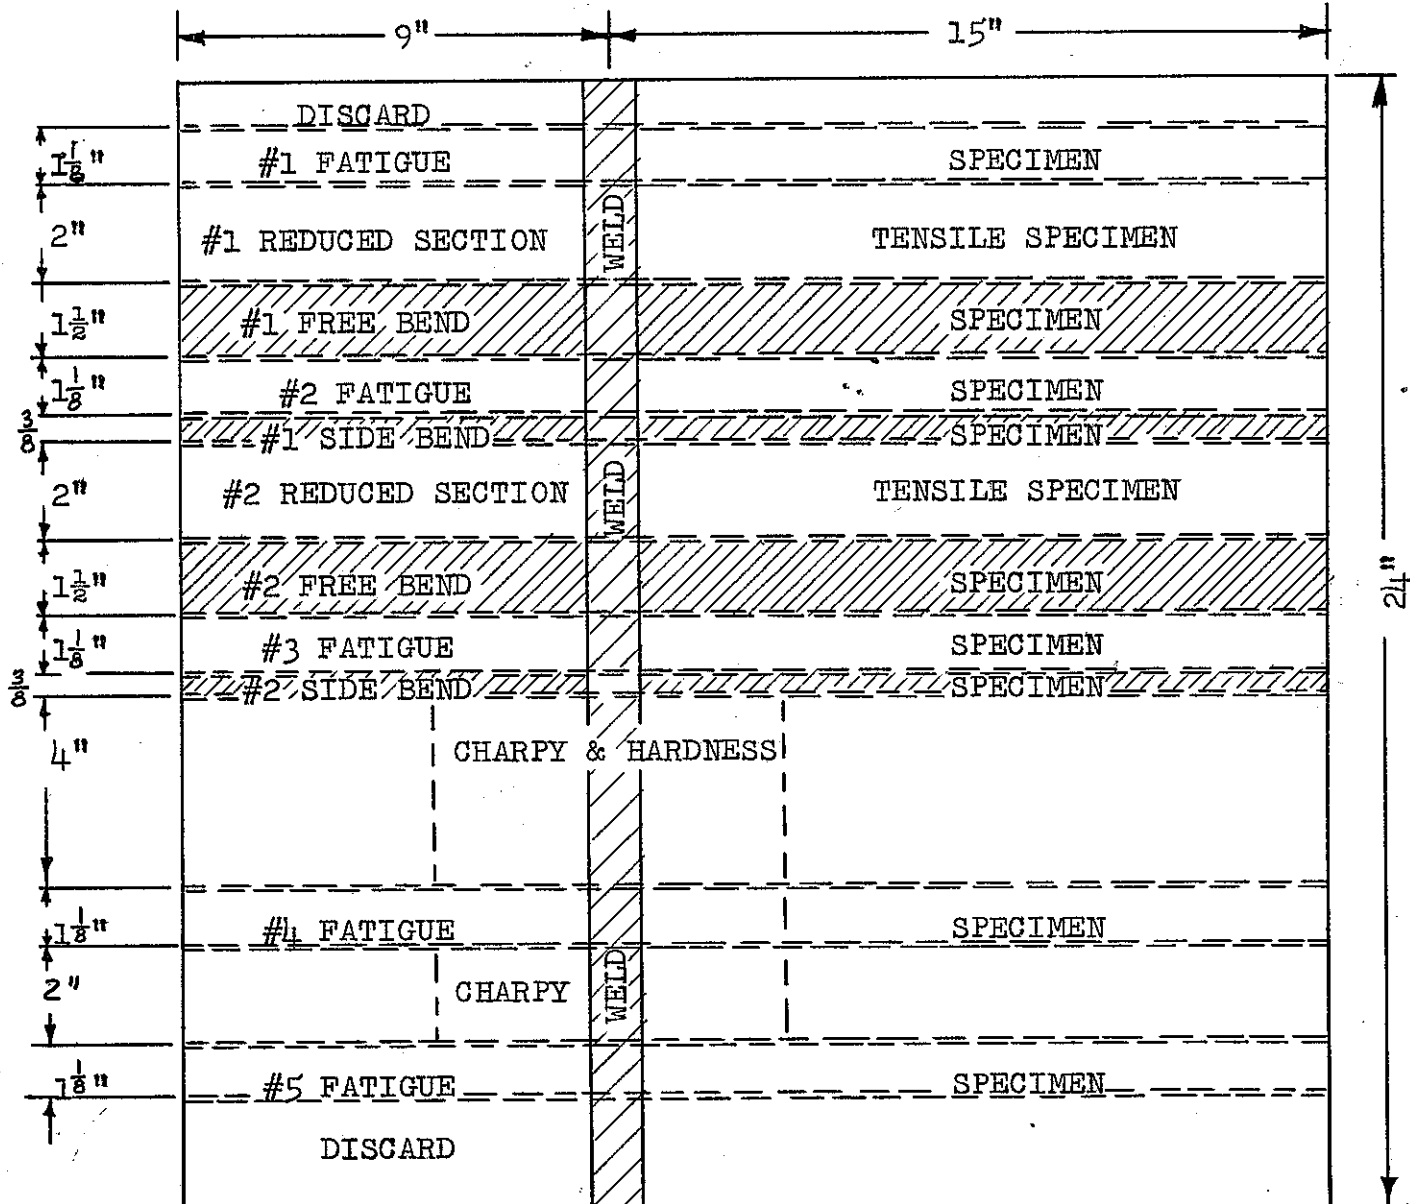 9" 15"
DISCARD
1 1/8" #1 FATIGUE SPECIMEN
2" #1 REDUCED SECTION WELD TENSILE SPECIMEN
1 1/2" #1 FREE BEND SPECIMEN
1 1/8" #2 FATIGUE SPECIMEN
3/8 #1 SIDE BEND SPECIMEN
2" #2 REDUCED SECTION WELD TENSILE SPECIMEN
1 1/2" #2 FREE BEND SPECIMEN
24"
1 1/8" #3 FATIGUE SPECIMEN
3/8 #2 SIDE BEND SPECIMEN
4" CHARPY & HARDNESS
1 1/8" #4 FATIGUE SPECIMEN
2" CHARPY WELD
1 1/8" #5 FATIGUE SPECIMEN
DISCARD